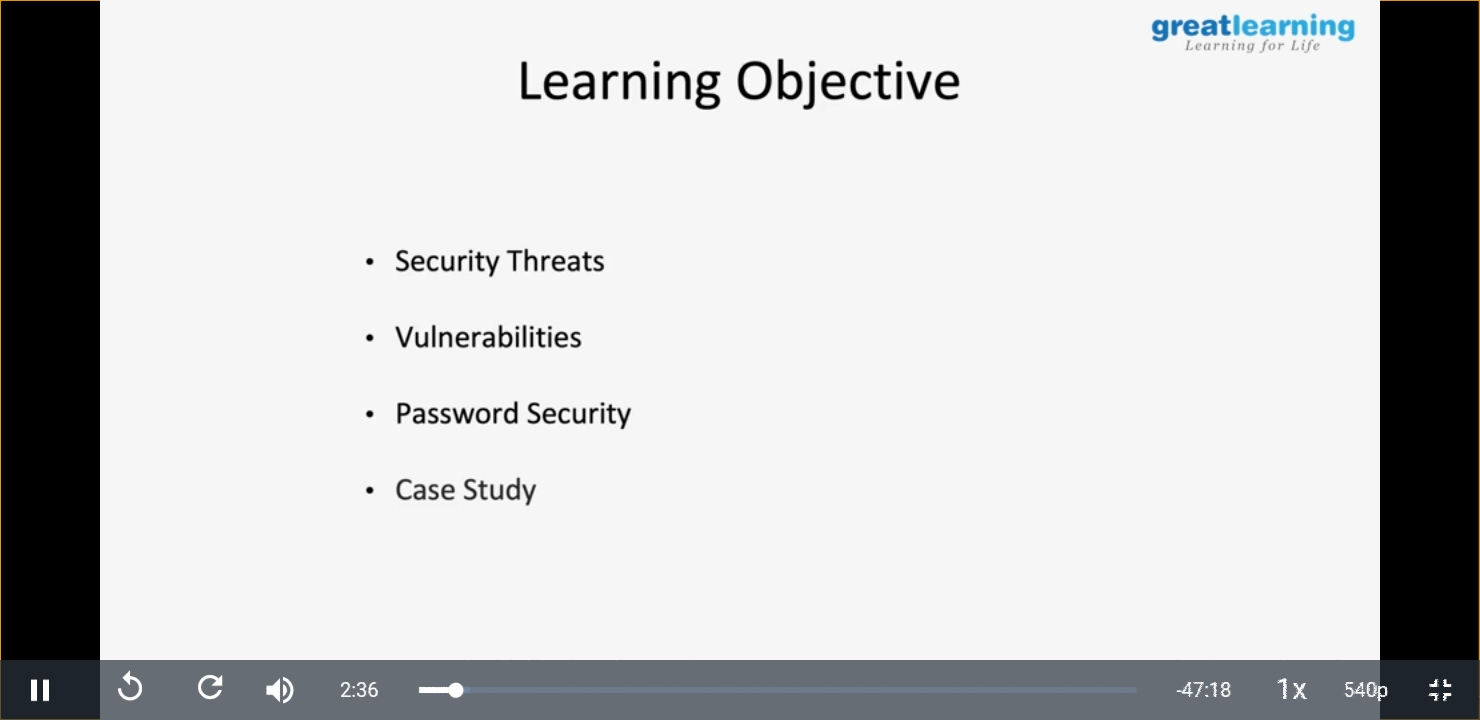 greatlearning
Learning for Life
Learning Objective
• Security Threats
• Vulnerabilities
• Password Security
• Case Study
2:36
-47:18
1x
540p